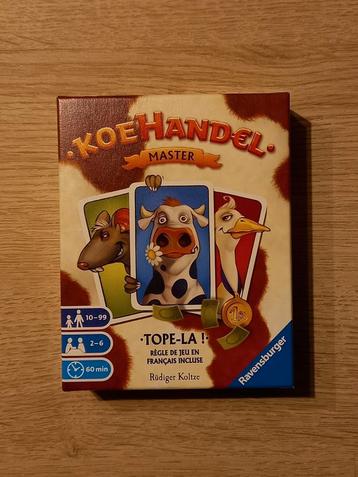 ·KOEHANDEL·
MASTER
1.
·TOPE-LA !·
RÈGLE DE JEU EN
FRANÇAIS INCLUSE
Rüdiger Koltze
10-99
2-6
60 min
Ravensburger